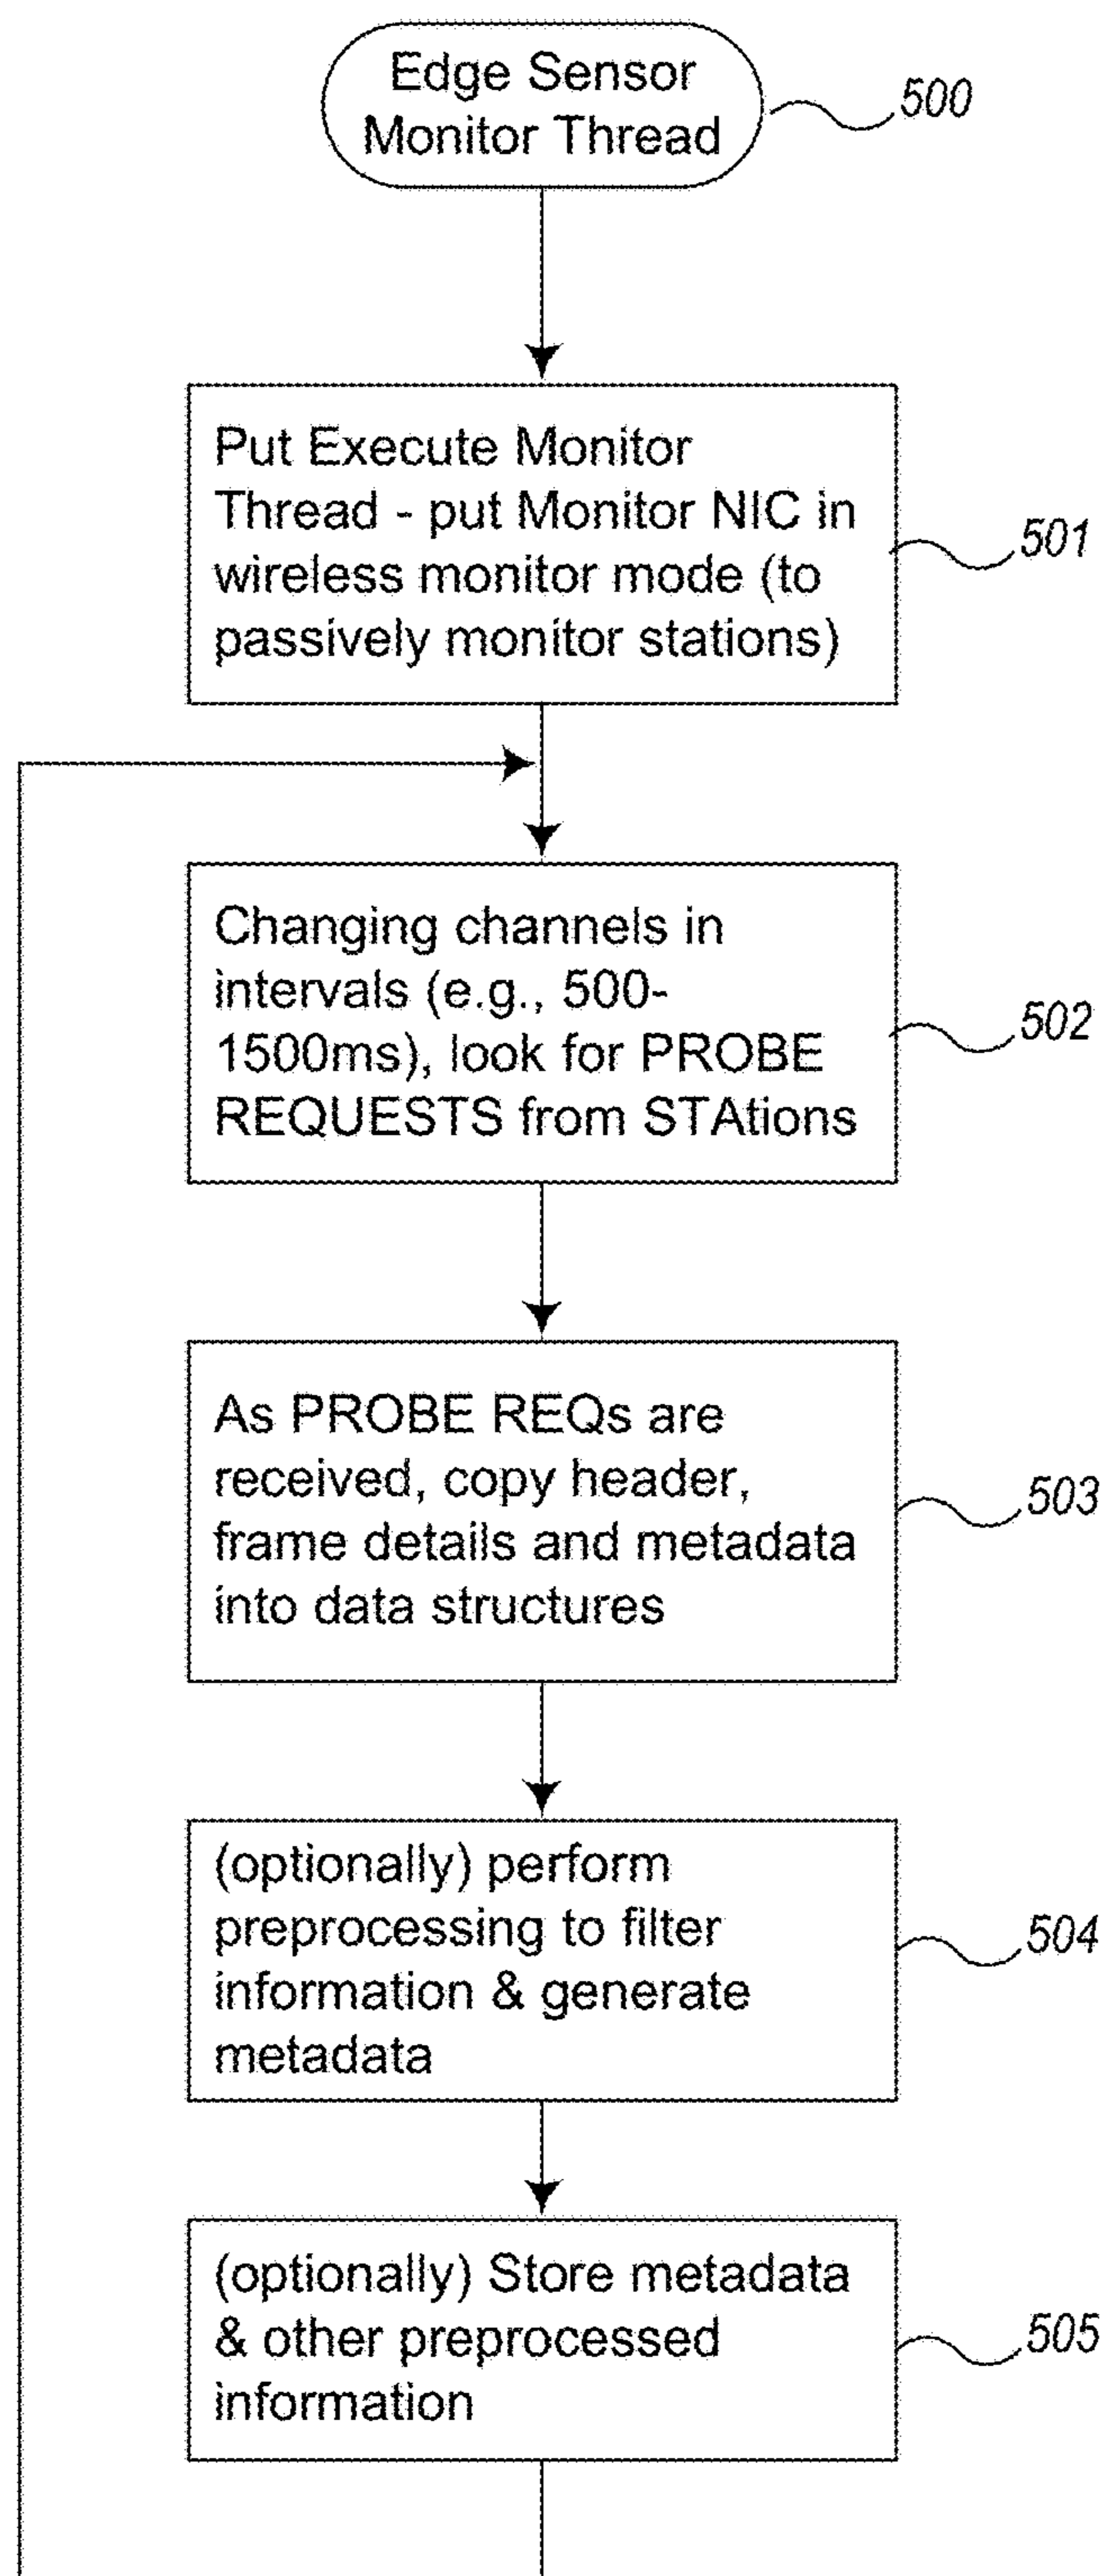 Edge Sensor
Monitor Thread
500
Put Execute Monitor
Thread - put Monitor NIC in
wireless monitor mode (to
passively monitor stations)
501
Changing channels in
intervals (e.g., 500-
1500ms), look for PROBE
REQUESTS from STAtions
502
As PROBE REQs are
received, copy header,
frame details and metadata
into data structures
503
(optionally) perform
preprocessing to filter
information & generate
metadata
504
(optionally) Store metadata
& other preprocessed
information
505